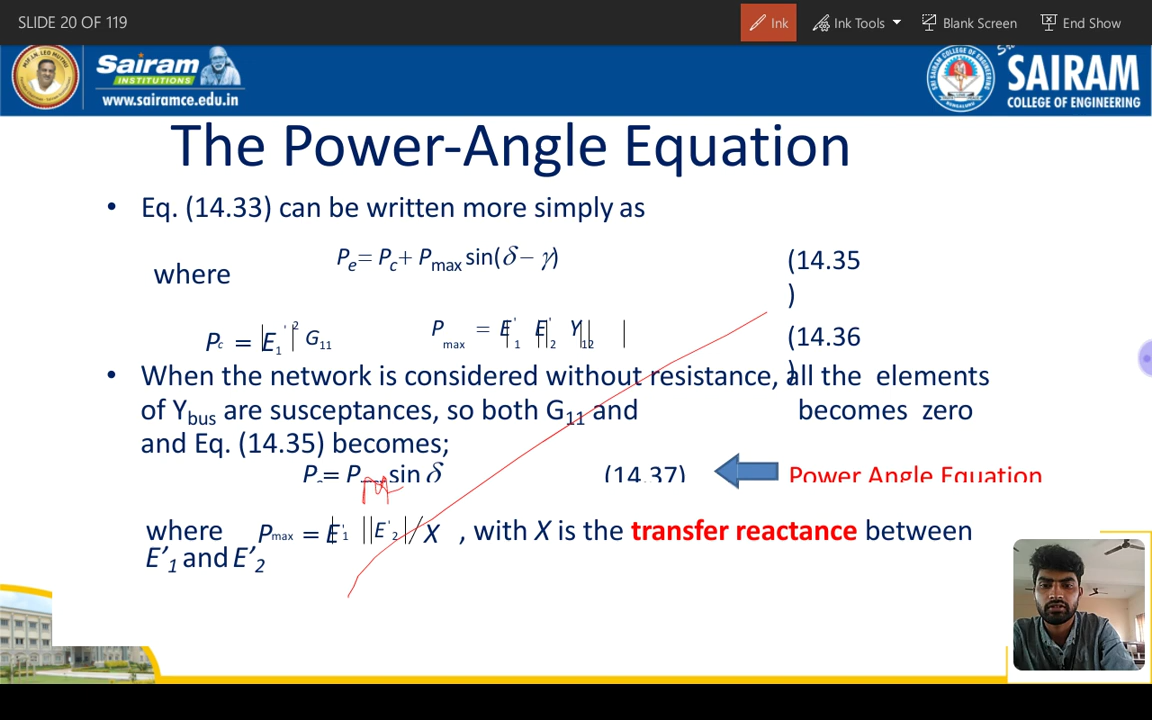 SLIDE 20 OF 119
Ink
Ink Tools
Blank Screen
End Show
Sairam
INSTITUTIONS
www.sairamce.edu.in
SAIRAM
COLLEGE OF ENGINEERING
The Power-Angle Equation
• Eq. (14.33) can be written more simply as
Pe= Pc+ Pmax sin(δ − γ) (14.35
)
where
Pc = |E1'|² G11 Pmax = |E1'| |E2'| |Y12| (14.36
)
• When the network is considered without resistance, all the elements
of Ybus are susceptances, so both G11 and becomes zero
and Eq. (14.35) becomes;
Pe= Pmax sin δ (14.37) Power Angle Equation
where Pmax = |E'1| |E'2| / X , with X is the transfer reactance between
E’1 and E’2